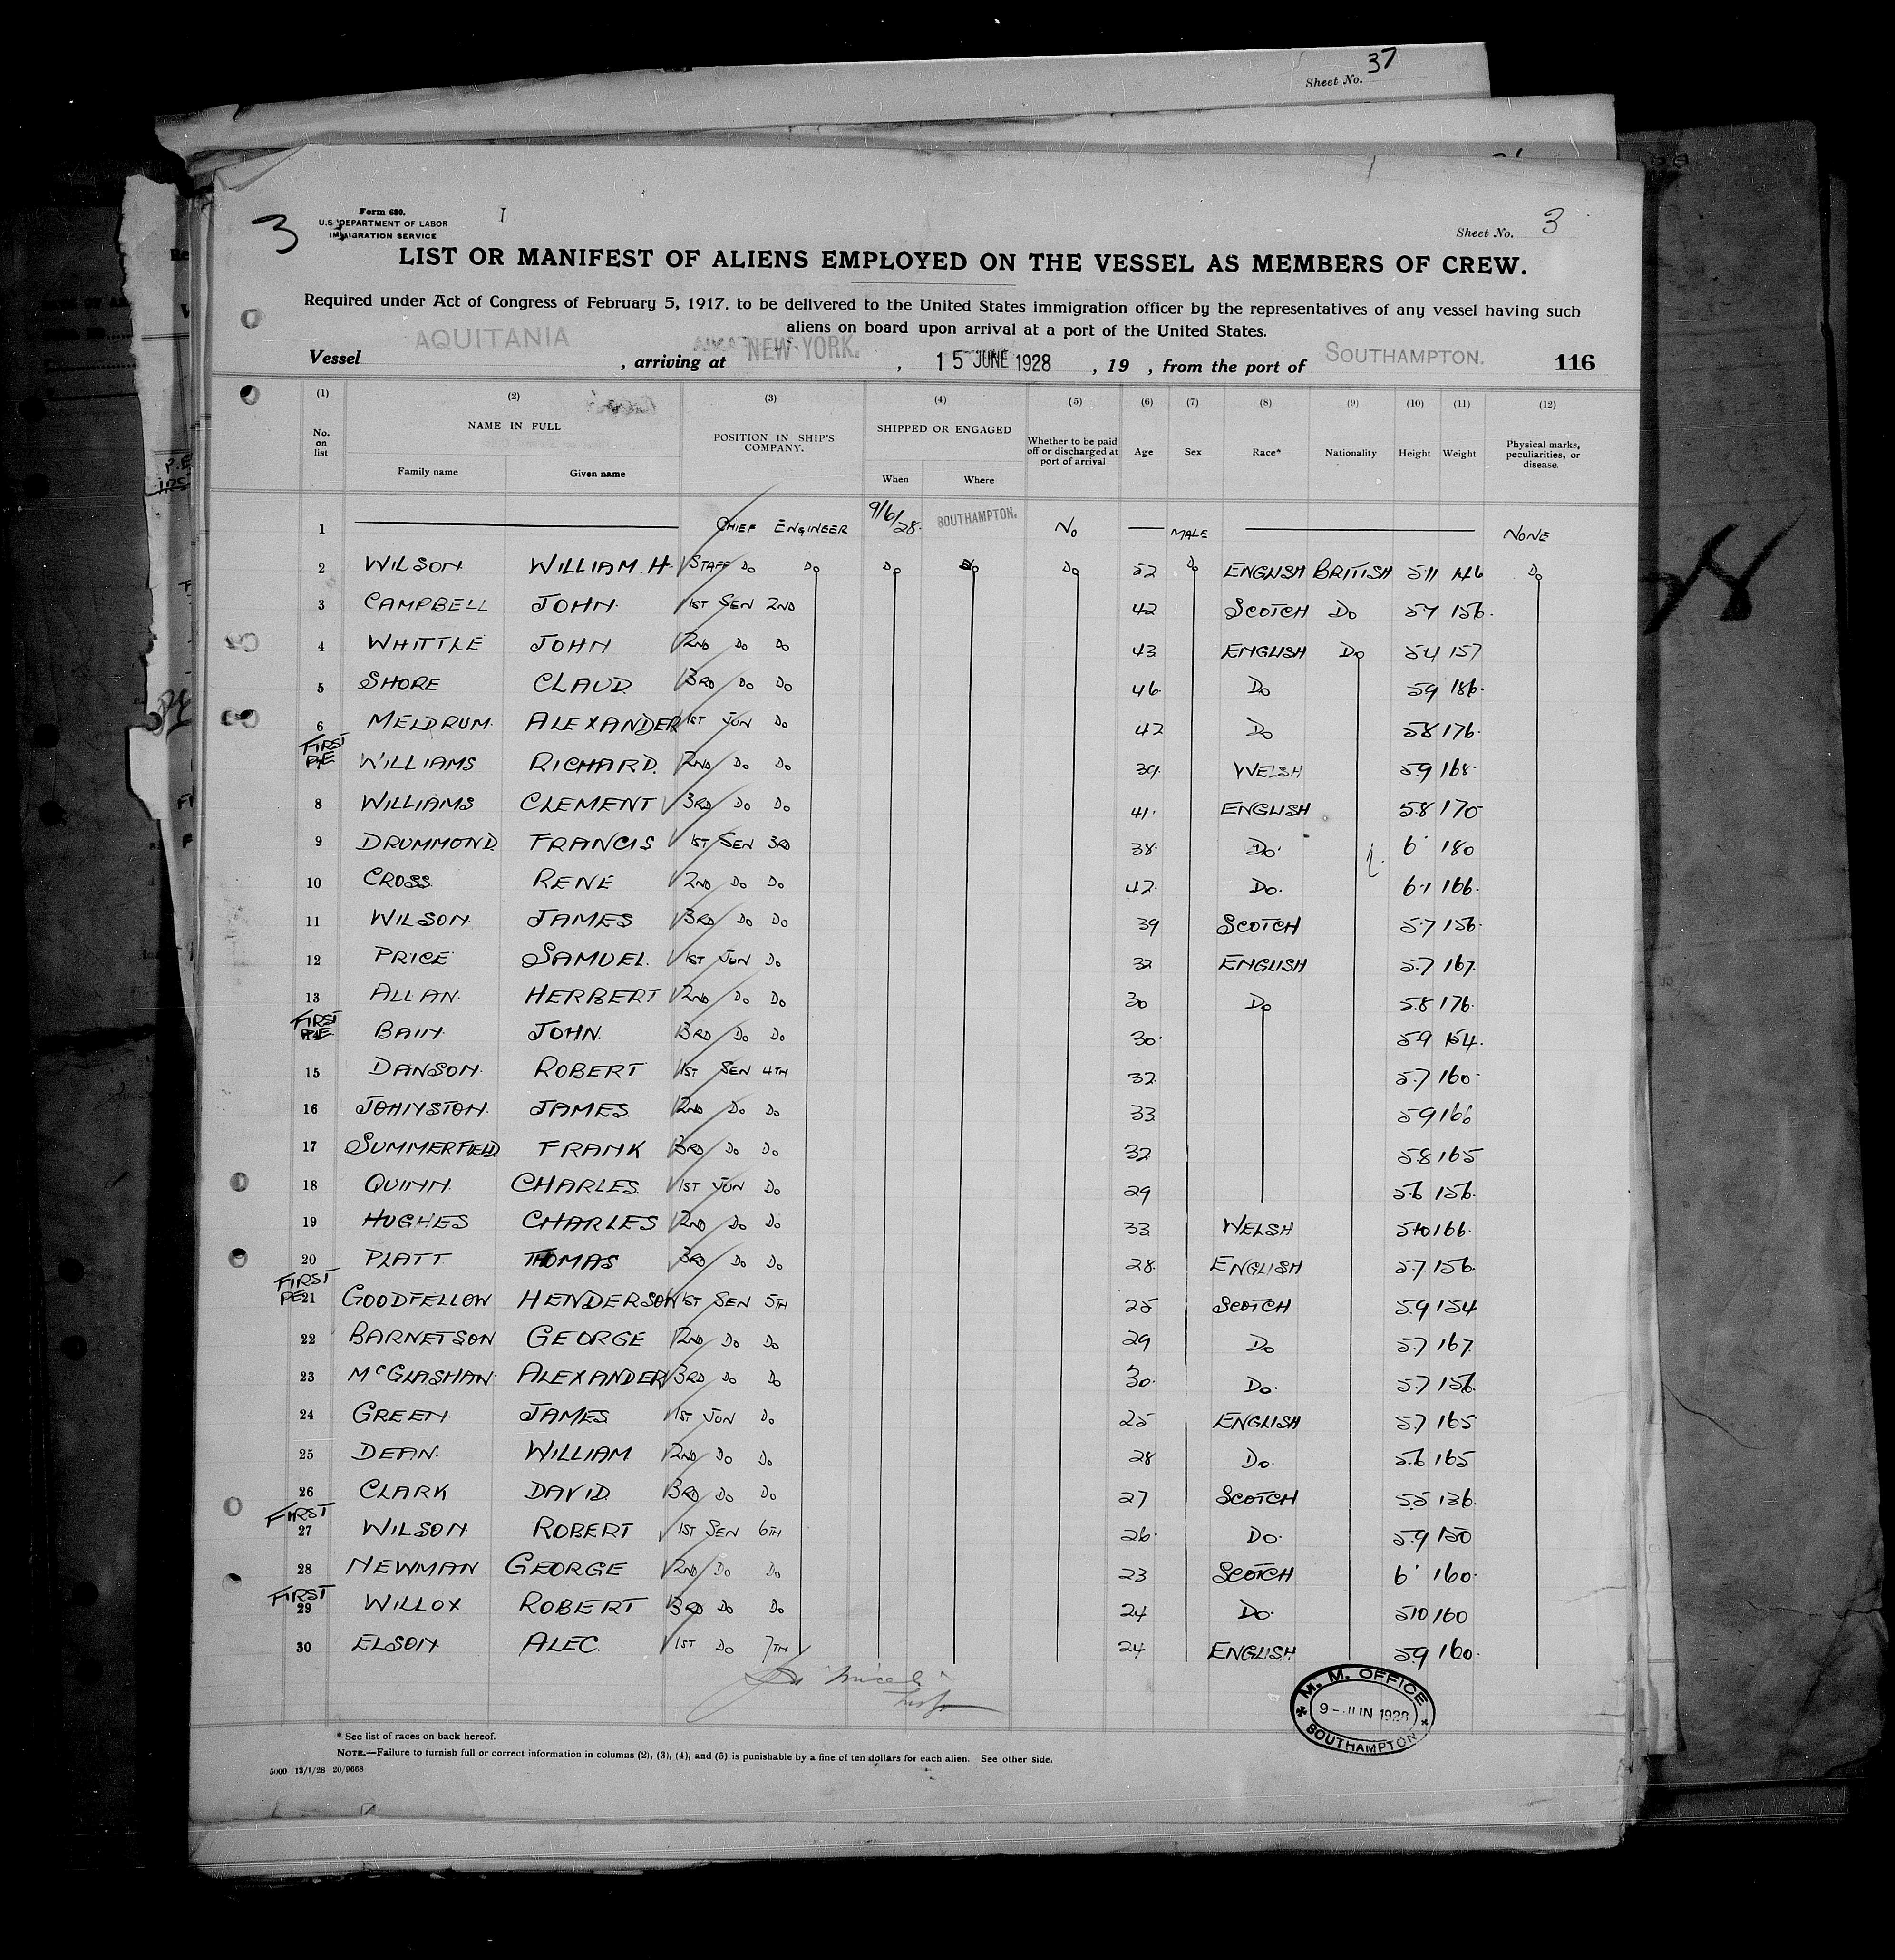 Sheet No. 37
3
Form 680.
U.S. DEPARTMENT OF LABOR
IMMIGRATION SERVICE
Sheet No. 3
LIST OR MANIFEST OF ALIENS EMPLOYED ON THE VESSEL AS MEMBERS OF CREW.
Required under Act of Congress of February 5, 1917, to be delivered to the United States immigration officer by the representatives of any vessel having such
aliens on board upon arrival at a port of the United States.
Vessel AQUITANIA , arriving at NEW YORK. , 15 JUNE 1928 , 19 , from the port of SOUTHAMPTON. 116
(1) (2) (3) (4) (5) (6) (7) (8) (9) (10) (11) (12)
No. on list NAME IN FULL Family name Given name POSITION IN SHIP'S COMPANY. SHIPPED OR ENGAGED When Where Whether to be paid off or discharged at port of arrival Age Sex Race* Nationality Height Weight Physical marks, peculiarities, or disease.
1 CHIEF ENGINEER 9/6/28. SOUTHAMPTON. No MALE NONE
2 WILSON WILLIAM. H. STAFF Do Do Do Do Do 52 Do ENGLISH BRITISH 5.11 146 Do
3 CAMPBELL JOHN. 1ST SEN 2ND 42 SCOTCH Do 5.7 156.
4 WHITTLE JOHN 2ND Do Do 43 ENGLISH Do 5.4 157
5 SHORE CLAUD. 3RD Do Do 46 Do 5.9 186.
6 MELDRUM. ALEXANDER 1ST JUN Do 42 Do 5.8 176.
FIRST
PE WILLIAMS RICHARD. 2ND Do Do 39. WELSH 5.9 168.
8 WILLIAMS CLEMENT 3RD Do Do 41. ENGLISH 5.8 170
9 DRUMMOND. FRANCIS 1ST SEN 3RD 38. Do. 6' 180
10 CROSS. RENE 2ND Do Do 42. Do. 6.1 166.
11 WILSON. JAMES 3RD Do Do 39 SCOTCH 5.7 156.
12 PRICE SAMUEL. 1ST JUN Do 32 ENGLISH 5.7 167.
13 ALLAN. HERBERT 2ND Do Do 30 Do 5.8 176.
FIRST
PE BAIN JOHN. 3RD Do Do 30. 5.9 154.
15 DANSON. ROBERT 1ST SEN 4TH 32. 5.7 160
16 JOHNSTON. JAMES. 2ND Do Do 33 5.9 166
17 SUMMERFIELD FRANK 3RD Do Do 32 5.8 165
18 QUINN. CHARLES. 1ST JUN Do 29 5.6 156.
19 HUGHES CHARLES 2ND Do Do 33 WELSH 5.10 166.
20 PLATT THOMAS 3RD Do Do 28. ENGLISH 5.7 156.
FIRST
PE 21 GOODFELLOW HENDERSON 1ST SEN 5TH 25 SCOTCH 5.9 154
22 BARNETSON GEORGE 2ND Do Do 29 Do 5.7 167.
23 McGLASHAN. ALEXANDER 3RD Do Do 30. Do. 5.7 156.
24 GREEN. JAMES 1ST JUN Do 25 ENGLISH 5.7 165
25 DEAN. WILLIAM 2ND Do Do 28 Do. 5.6 165
26 CLARK DAVID. 3RD Do Do 27 SCOTCH 5.5 136.
FIRST
27 WILSON ROBERT 1ST SEN 6TH 26. Do. 5.9 150
28 NEWMAN GEORGE 2ND Do Do 23 SCOTCH 6' 160.
FIRST
29 WILLOX ROBERT 3RD Do Do 24 Do. 5.10 160
30 ELSON. ALEC. 1ST Do 7TH 24 ENGLISH. 5.9 160.
M. M. OFFICE
9 - JUN 1928
SOUTHAMPTON
* See list of races on back hereof.
NOTE.—Failure to furnish full or correct information in columns (2), (3), (4), and (5) is punishable by a fine of ten dollars for each alien. See other side.
5000 13/1/28 20/9668